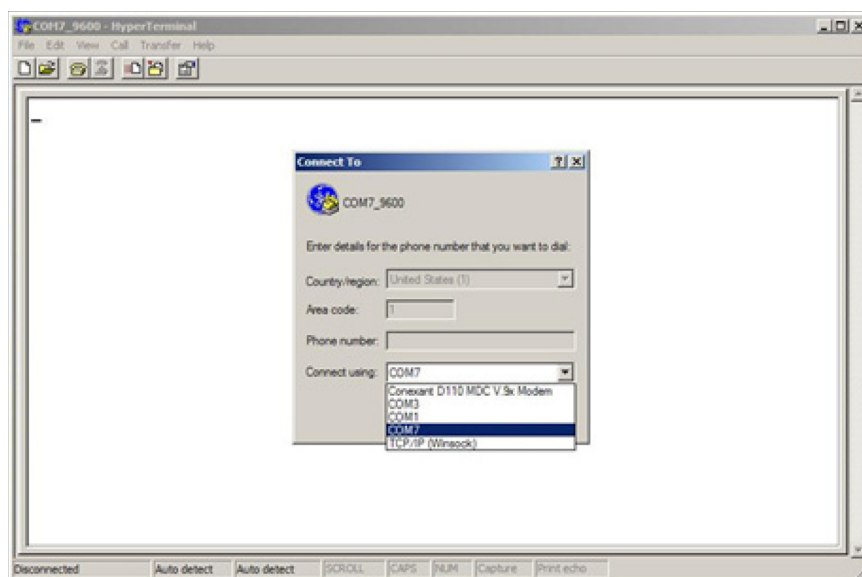 COM7_9600 - HyperTerminal
File Edit View Call Transfer Help
Connect To
COM7_9600
Enter details for the phone number that you want to dial:
Country/region: United States (1)
Area code: 1
Phone number:
Connect using: COM7
Conexant D110 MDC V.9x Modem
COM3
COM1
COM7
TCP/IP (Winsock)
Disconnected Auto detect Auto detect SCROLL CAPS NUM Capture Print echo